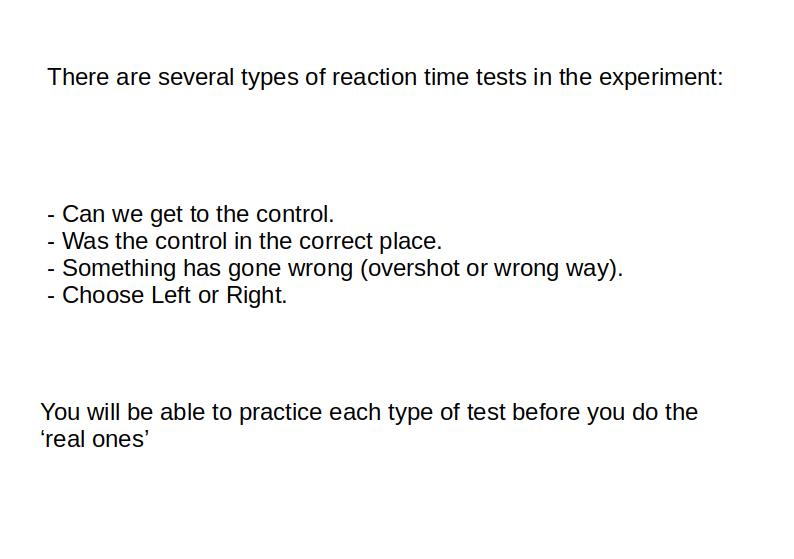 There are several types of reaction time tests in the experiment:
- Can we get to the control.
- Was the control in the correct place.
- Something has gone wrong (overshot or wrong way).
- Choose Left or Right.
You will be able to practice each type of test before you do the
‘real ones’